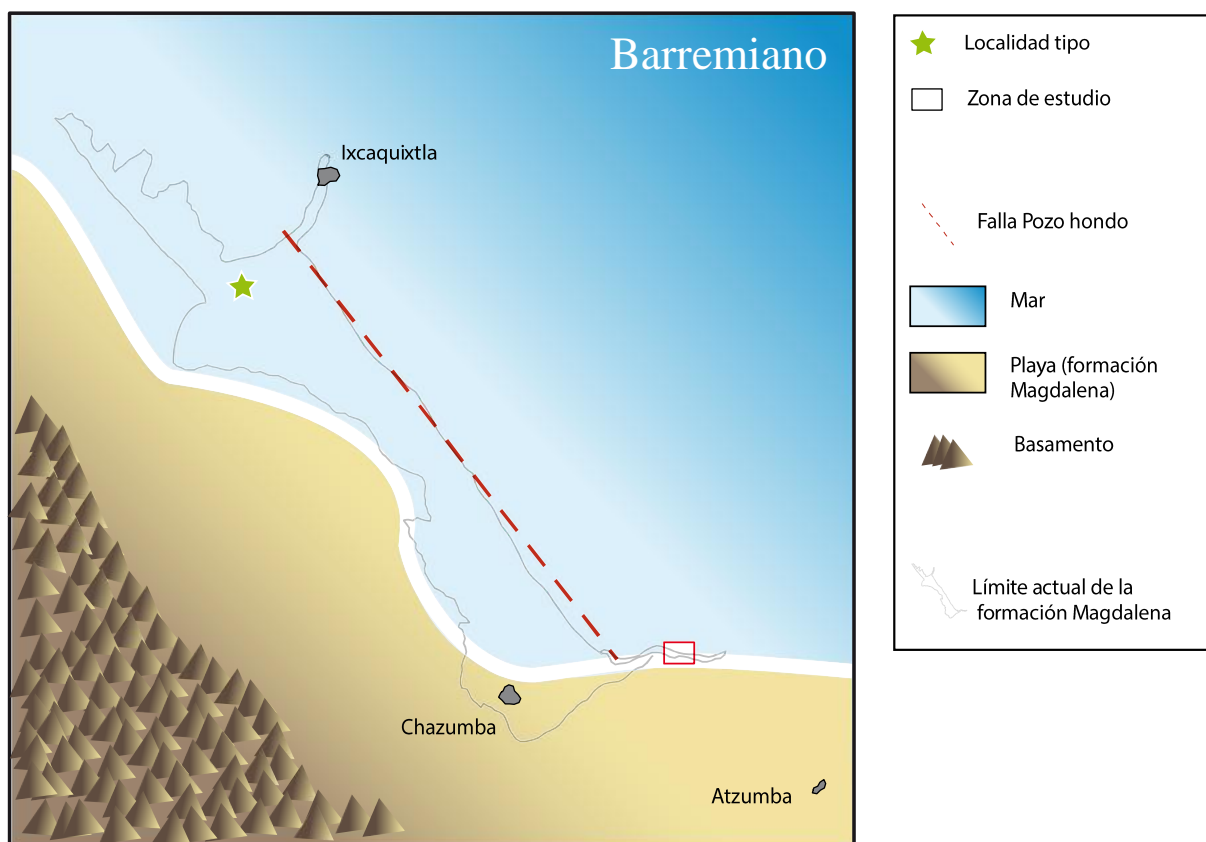 Barremiano
Ixcaquixtla
Chazumba
Atzumba
Localidad tipo
Zona de estudio
Falla Pozo hondo
Mar
Playa (formación
Magdalena)
Basamento
Límite actual de la
formación Magdalena